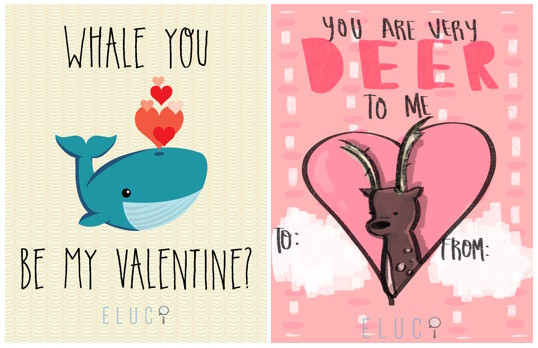 WHALE YOU
BE MY VALENTINE?
ELUCI
YOU ARE VERY
DEER
TO ME
TO:
FROM:
ELUCI